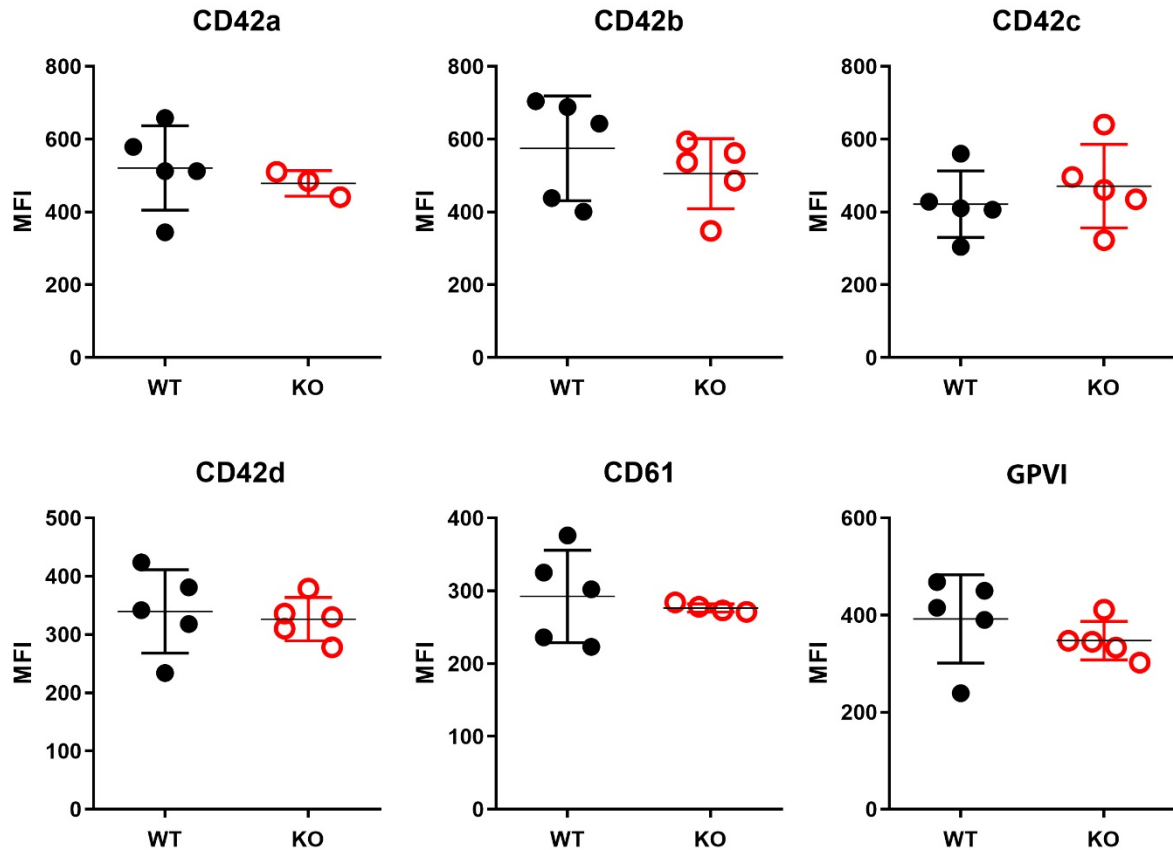 CD42a CD42b CD42c
800 800 800
600 600 600
MFI 400 MFI 400 MFI 400
200 200 200
0 0 0
WT KO WT KO WT KO
CD42d CD61 GPVI
500 400 600
400 300 400
MFI 300 MFI 200 MFI 200
200 100 0
100 0
0
WT KO WT KO WT KO